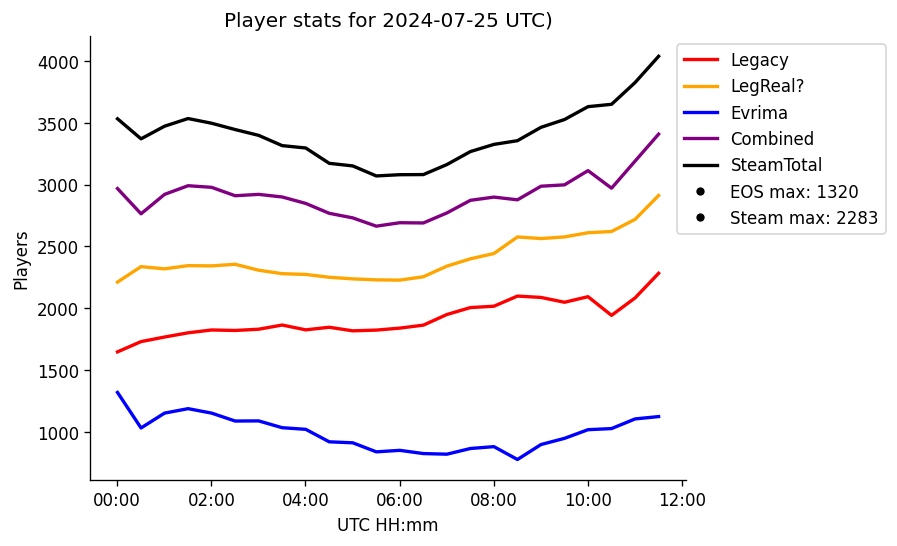 Player stats for 2024-07-25 UTC)
4000
3500
3000
2500
2000
1500
1000
Players
00:00 02:00 04:00 06:00 08:00 10:00 12:00
UTC HH:mm
Legacy
LegReal?
Evrima
Combined
SteamTotal
EOS max: 1320
Steam max: 2283